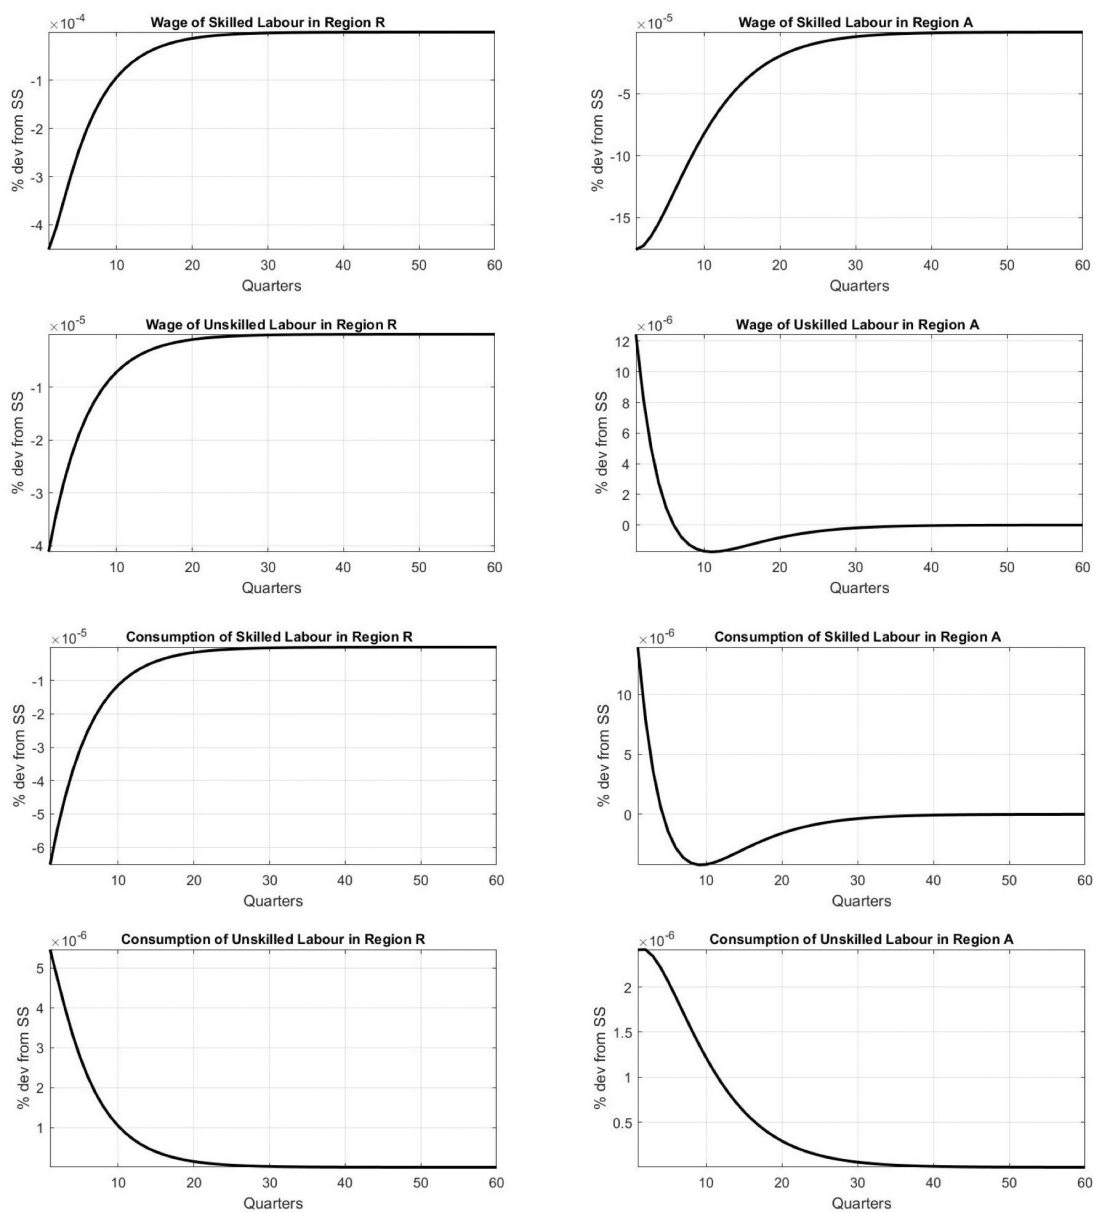 ×10⁻⁴
Wage of Skilled Labour in Region R
% dev from SS
-1
-2
-3
-4
10 20 30 40 50 60
Quarters
×10⁻⁵
Wage of Skilled Labour in Region A
% dev from SS
-5
-10
-15
10 20 30 40 50 60
Quarters
×10⁻⁵
Wage of Unskilled Labour in Region R
% dev from SS
-1
-2
-3
-4
10 20 30 40 50 60
Quarters
×10⁻⁶
Wage of Uskilled Labour in Region A
% dev from SS
12
10
8
6
4
2
0
10 20 30 40 50 60
Quarters
×10⁻⁵
Consumption of Skilled Labour in Region R
% dev from SS
-1
-2
-3
-4
-5
-6
10 20 30 40 50 60
Quarters
×10⁻⁶
Consumption of Skilled Labour in Region A
% dev from SS
10
5
0
10 20 30 40 50 60
Quarters
×10⁻⁶
Consumption of Unskilled Labour in Region R
% dev from SS
5
4
3
2
1
10 20 30 40 50 60
Quarters
×10⁻⁶
Consumption of Unskilled Labour in Region A
% dev from SS
2
1.5
1
0.5
10 20 30 40 50 60
Quarters